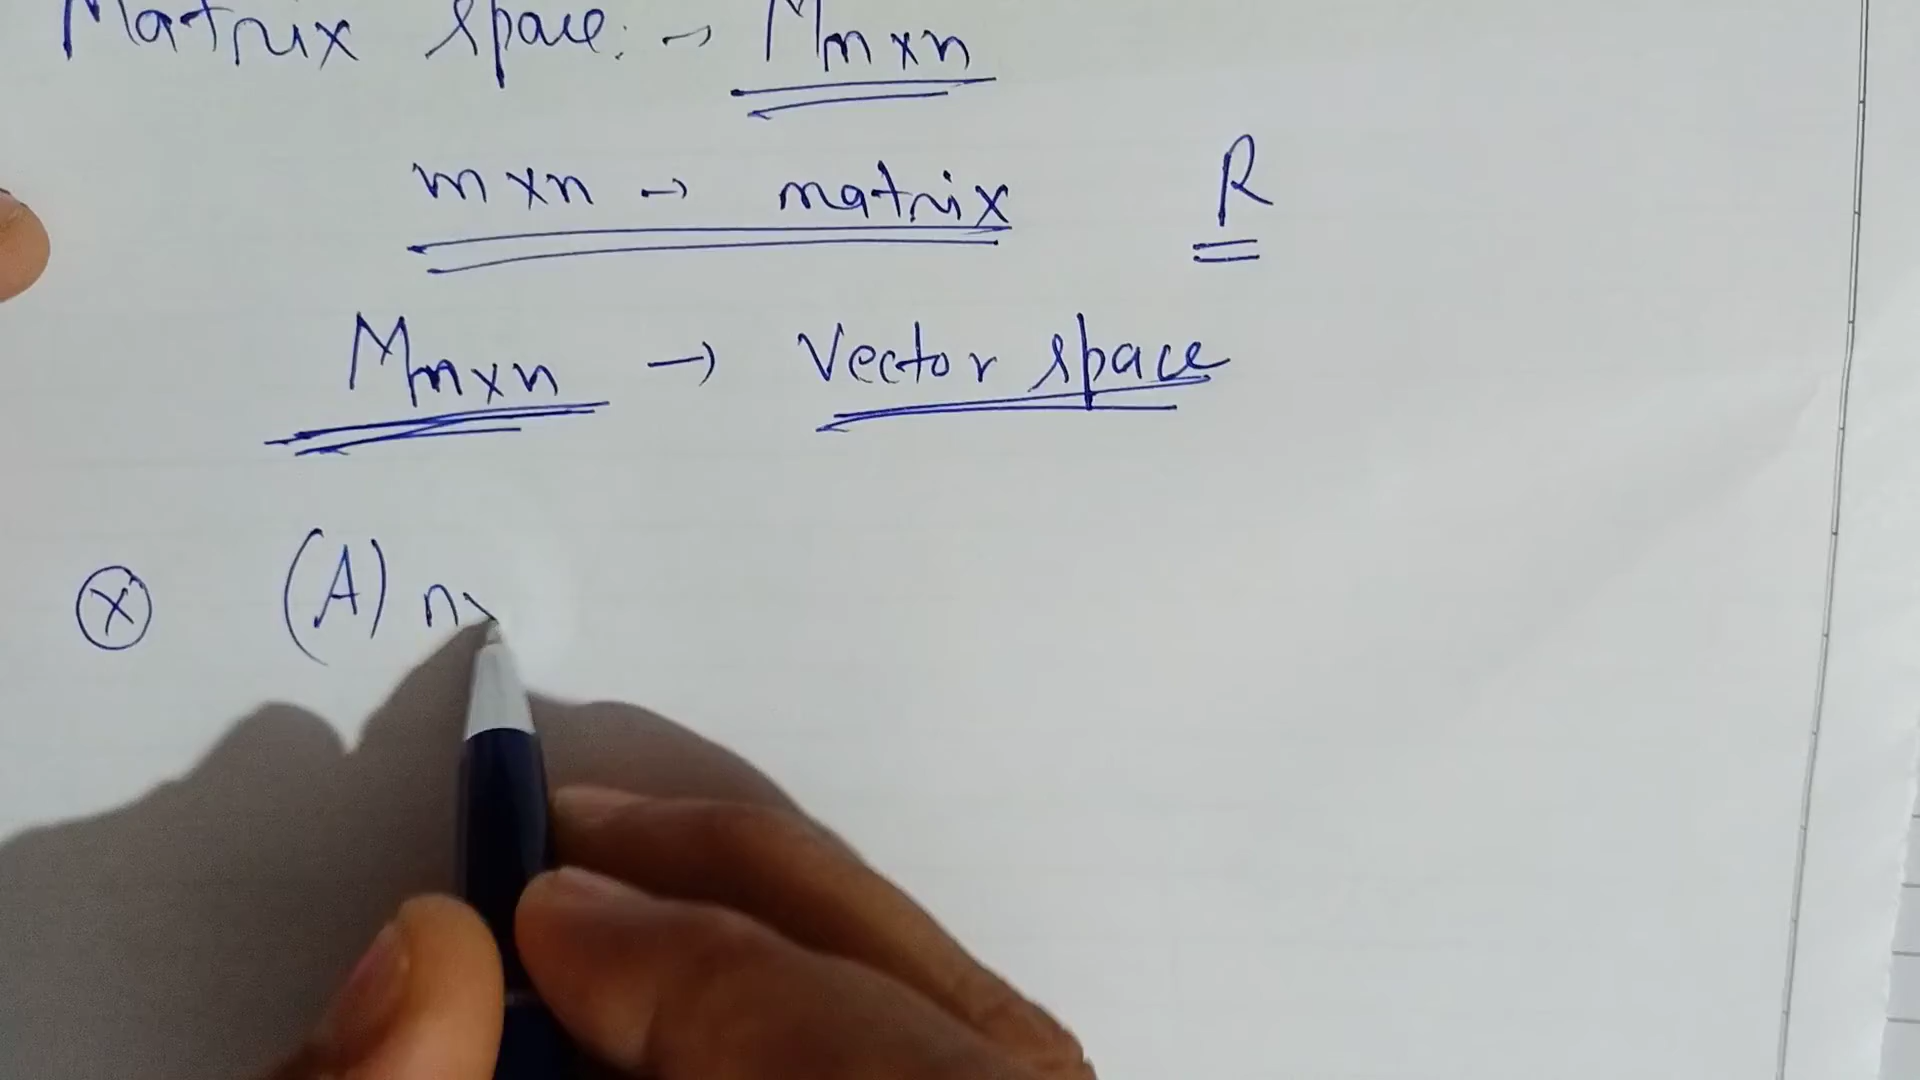 Matrix space: → Mm×n
m×n → matrix R
Mm×n → Vector space
ⓧ (A) n×